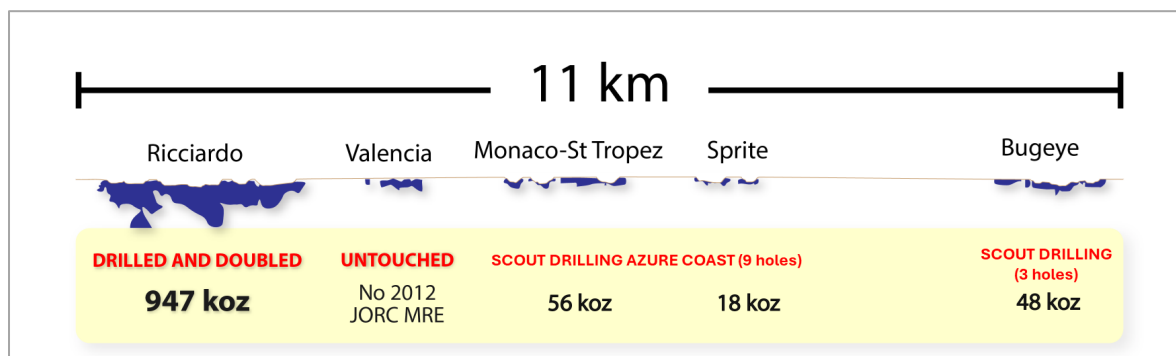 11 km
Ricciardo
Valencia
Monaco-St Tropez
Sprite
Bugeye
DRILLED AND DOUBLED
947 koz
UNTOUCHED
No 2012
JORC MRE
SCOUT DRILLING AZURE COAST (9 holes)
56 koz
18 koz
SCOUT DRILLING
(3 holes)
48 koz